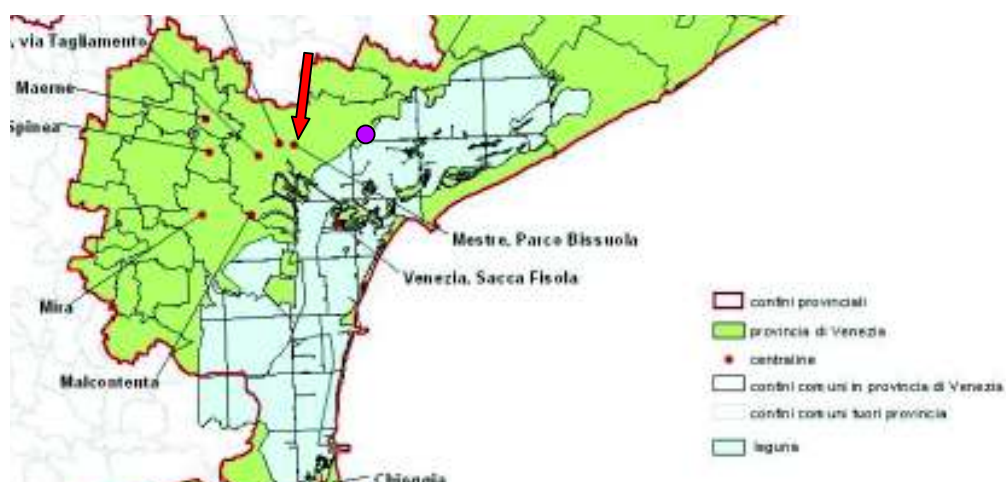 , via Tagliamento
Maerne
Spinea
Mestre, Parco Bissuola
Venezia, Sacca Fisola
Mira
Malcontenta
Chioggia
confini provinciali
provincia di Venezia
centraline
confini comuni in provincia di Venezia
confini comuni fuori provincia
laguna